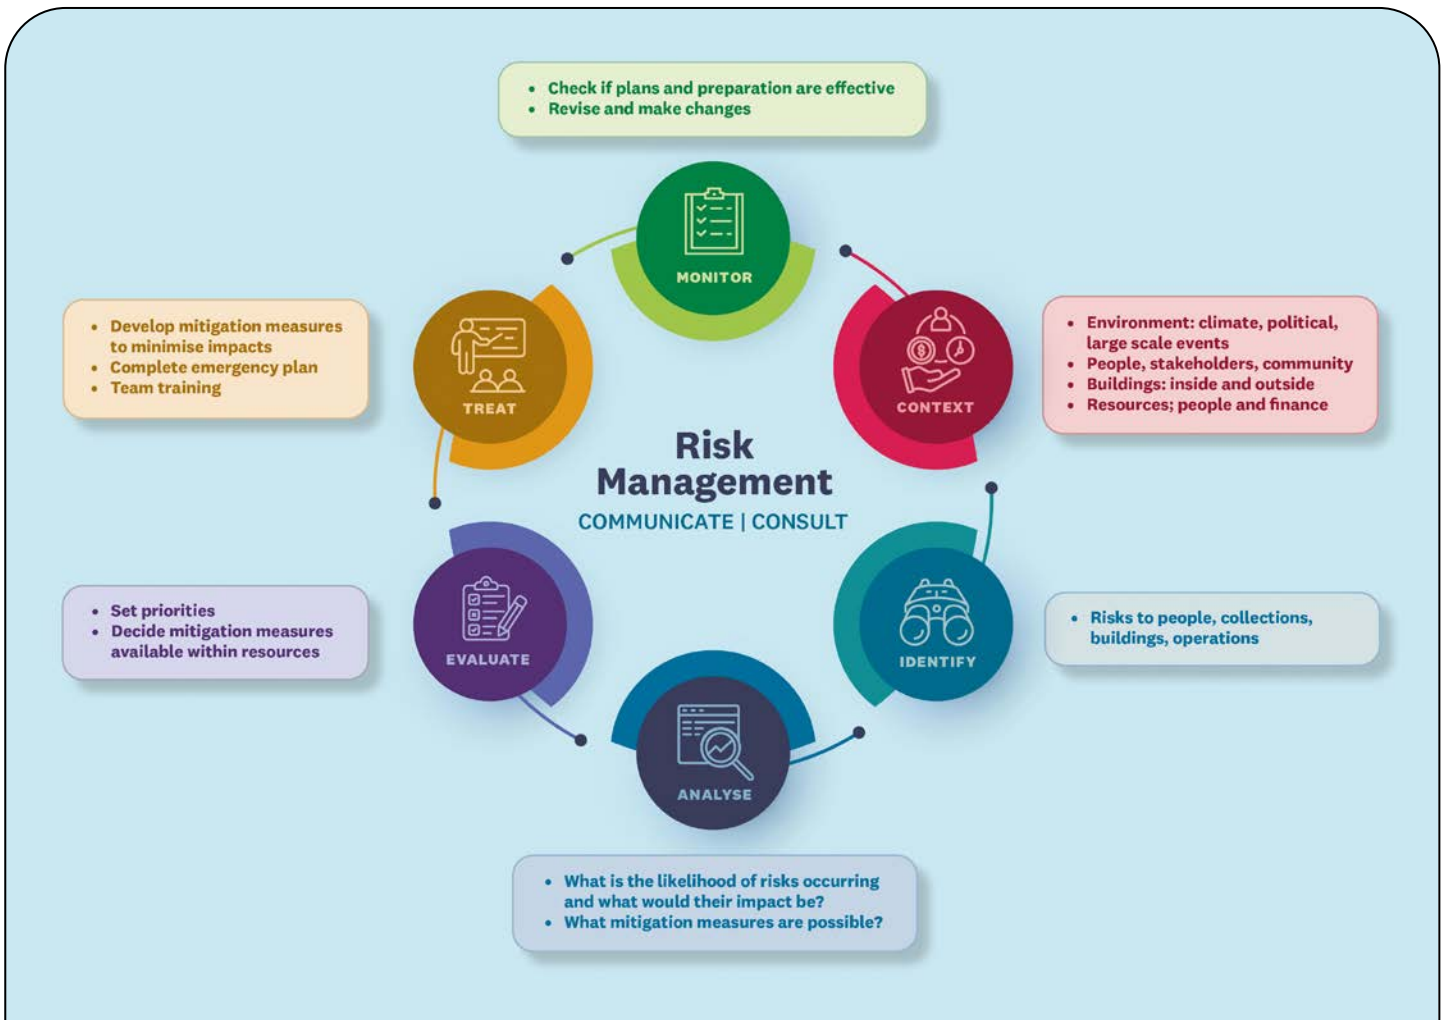 • Check if plans and preparation are effective
• Revise and make changes
MONITOR
• Develop mitigation measures
to minimise impacts
• Complete emergency plan
• Team training
TREAT
CONTEXT
• Environment: climate, political,
large scale events
• People, stakeholders, community
• Buildings: inside and outside
• Resources; people and finance
Risk
Management
COMMUNICATE | CONSULT
• Set priorities
• Decide mitigation measures
available within resources
EVALUATE
IDENTIFY
• Risks to people, collections,
buildings, operations
ANALYSE
• What is the likelihood of risks occurring
and what would their impact be?
• What mitigation measures are possible?